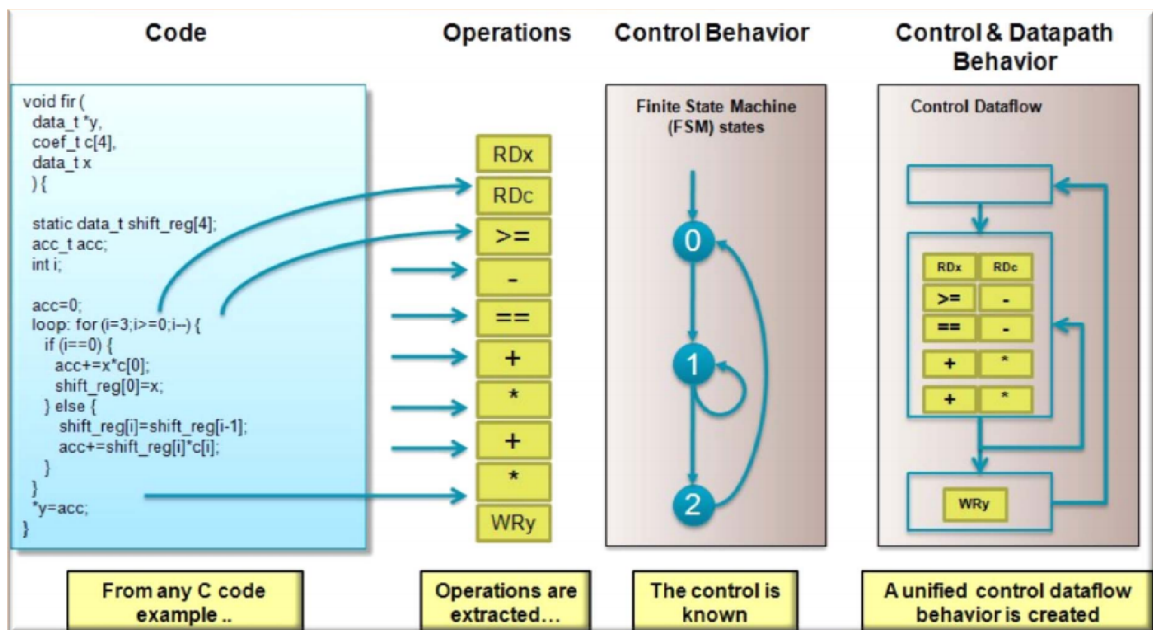 Code
Operations
Control Behavior
Control & Datapath
Behavior
void fir (
data_t *y,
coef_t c[4],
data_t x
) {
static data_t shift_reg[4];
acc_t acc;
int i;
acc=0;
loop: for (i=3;i>=0;i--) {
if (i==0) {
acc+=x*c[0];
shift_reg[0]=x;
} else {
shift_reg[i]=shift_reg[i-1];
acc+=shift_reg[i]*c[i];
}
}
*y=acc;
}
RDx
RDc
>=
-
==
+
*
+
*
WRy
Finite State Machine
(FSM) states
0
1
2
Control Dataflow
RDx RDc
>= -
== -
+ *
+ *
WRy
From any C code
example ..
Operations are
extracted...
The control is
known
A unified control dataflow
behavior is created